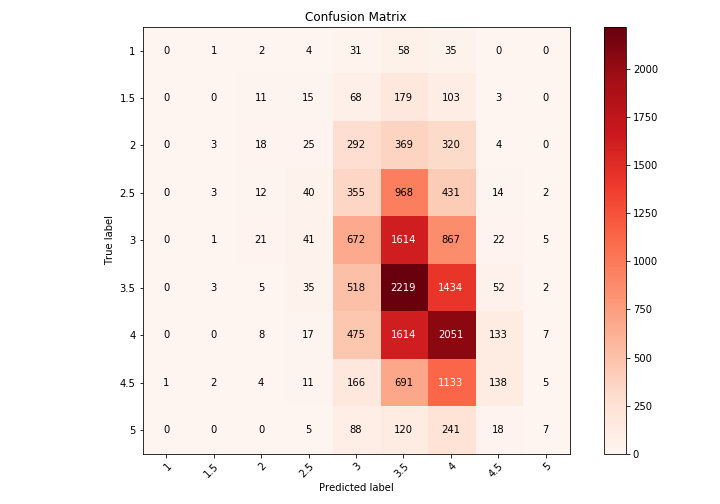 Confusion Matrix
1 0 1 2 4 31 58 35 0 0
1.5 0 0 11 15 68 179 103 3 0
2 0 3 18 25 292 369 320 4 0
2.5 0 3 12 40 355 968 431 14 2
3 0 1 21 41 672 1614 867 22 5
3.5 0 3 5 35 518 2219 1434 52 2
4 0 0 8 17 475 1614 2051 133 7
4.5 1 2 4 11 166 691 1133 138 5
5 0 0 0 5 88 120 241 18 7
1 1.5 2 2.5 3 3.5 4 4.5 5
True label
Predicted label
2000
1750
1500
1250
1000
750
500
250
0